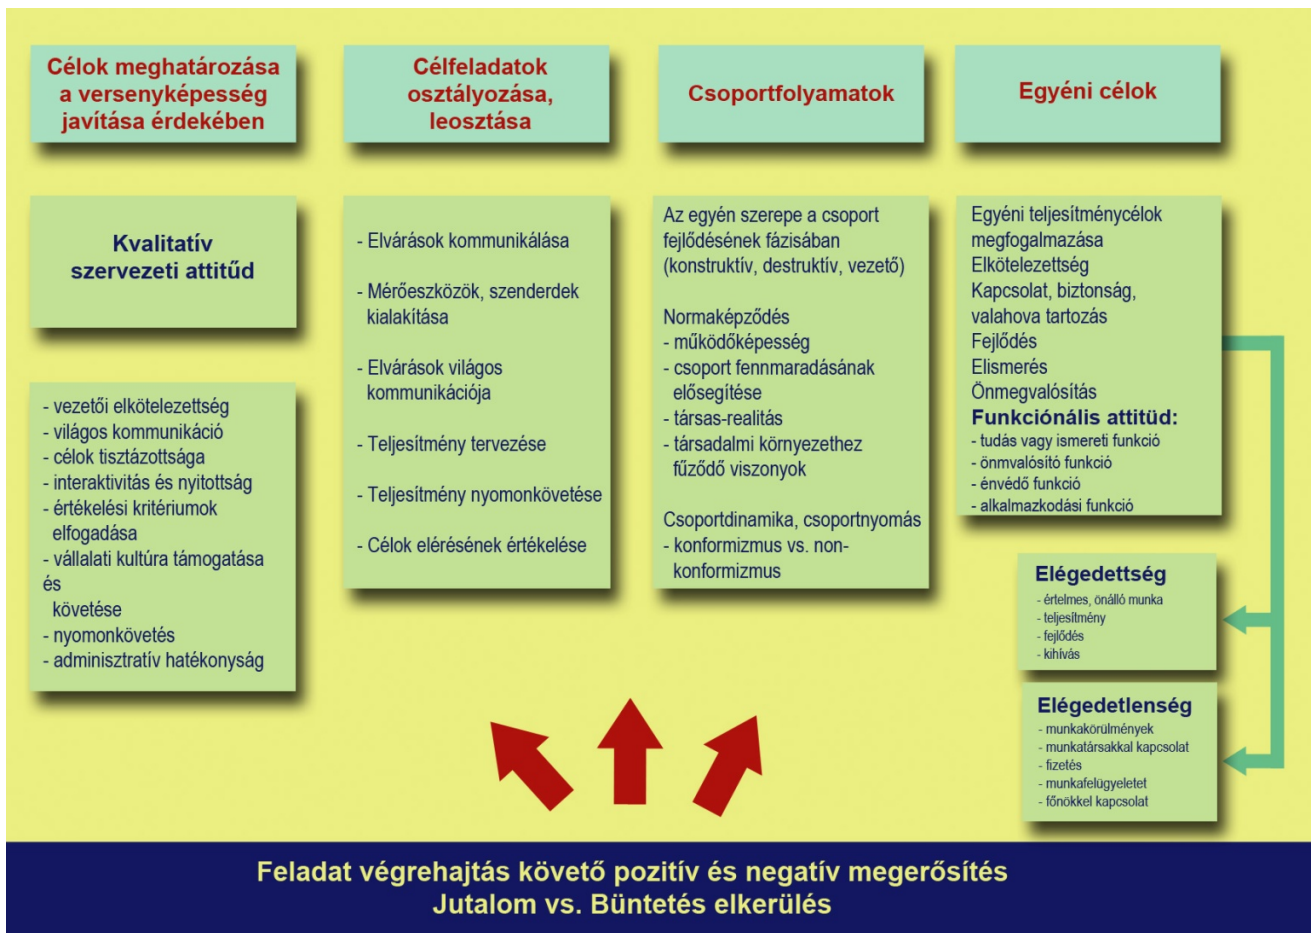 Célok meghatározása
a versenyképesség
javítása érdekében
Kvalitatív
szervezeti attitűd
- vezetői elkötelezettség
- világos kommunikáció
- célok tisztázottsága
- interaktivitás és nyitottság
- értékelési kritériumok
elfogadása
- vállalati kultúra támogatása
és
követése
- nyomonkövetés
- adminisztratív hatékonyság
Célfeladatok
osztályozása,
leosztása
- Elvárások kommunikálása
- Mérőeszközök, szenderdek
kialakítása
- Elvárások világos
kommunikációja
- Teljesítmény tervezése
- Teljesítmény nyomonkövetése
- Célok elérésének értékelése
Csoportfolyamatok
Az egyén szerepe a csoport
fejlődésének fázisában
(konstruktív, destruktív, vezető)
Normaképződés
- működőképesség
- csoport fennmaradásának
elősegítése
- társas-realitás
- társadalmi környezethez
fűződő viszonyok
Csoportdinamika, csoportnyomás
- konformizmus vs. non-
konformizmus
Egyéni célok
Egyéni teljesítménycélok
megfogalmazása
Elkötelezettség
Kapcsolat, biztonság,
valahova tartozás
Fejlődés
Elismerés
Önmegvalósítás
Funkciónális attitüd:
- tudás vagy ismereti funkció
- önmvalósító funkció
- énvédő funkció
- alkalmazkodási funkció
Elégedettség
- értelmes, önálló munka
- teljesítmény
- fejlődés
- kihívás
Elégedetlenség
- munkakörülmények
- munkatársakkal kapcsolat
- fizetés
- munkafelügyeletet
- főnökkel kapcsolat
Feladat végrehajtás követő pozitív és negatív megerősítés
Jutalom vs. Büntetés elkerülés